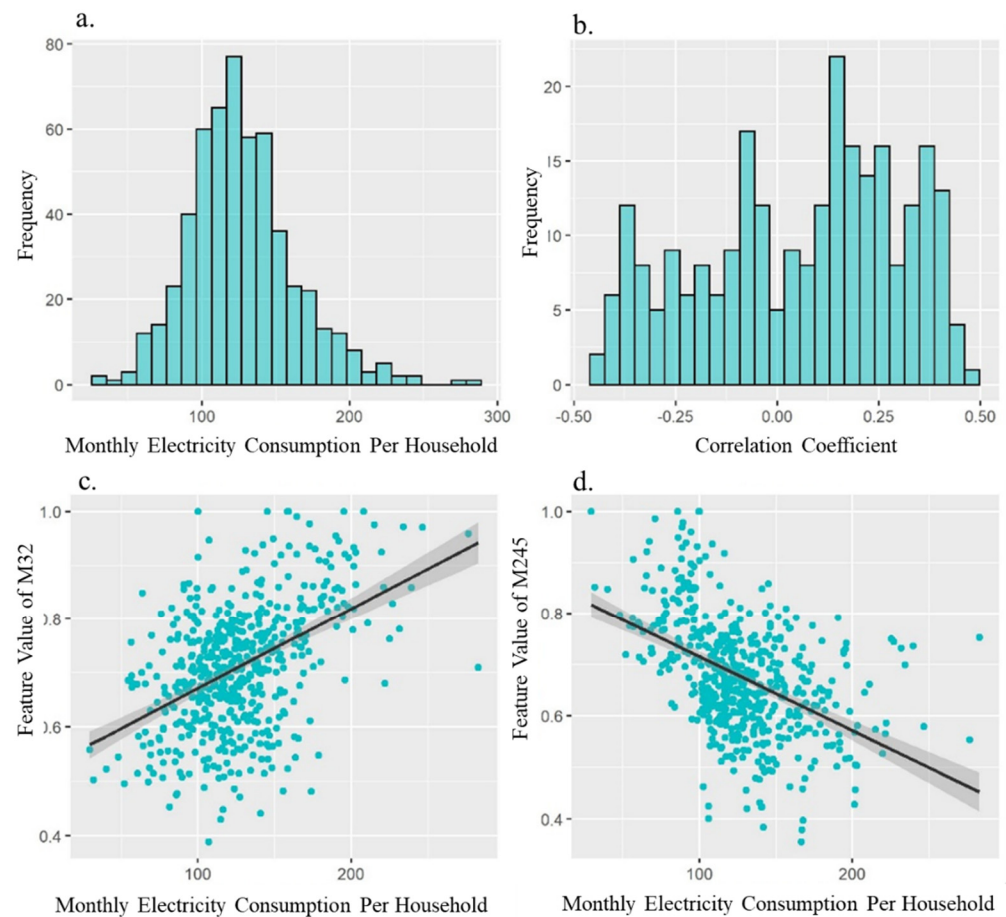 a.
80
60
40
20
0
Frequency
100
200
300
Monthly Electricity Consumption Per Household
b.
20
15
10
5
0
Frequency
-0.50
-0.25
0.00
0.25
0.50
Correlation Coefficient
c.
1.0
1.8
1.6
0.4
Feature Value of M32
100
200
Monthly Electricity Consumption Per Household
d.
1.0
0.8
0.6
0.4
Feature Value of M245
100
200
Monthly Electricity Consumption Per Household